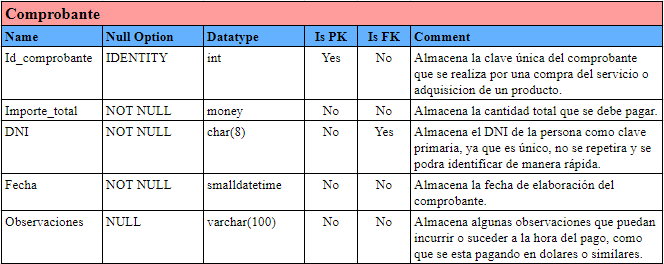 Comprobante
Name Null Option Datatype Is PK Is FK Comment
Id_comprobante IDENTITY int Yes No Almacena la clave única del comprobante
que se realiza por una compra del servicio o
adquisicion de un producto.
Importe_total NOT NULL money No No Almacena la cantidad total que se debe pagar.
DNI NOT NULL char(8) No Yes Almacena el DNI de la persona como clave
primaria, ya que es único, no se repetira y se
podra identificar de manera rápida.
Fecha NOT NULL smalldatetime No No Almacena la fecha de elaboración del
comprobante.
Observaciones NULL varchar(100) No No Almacena algunas observaciones que puedan
incurrir o suceder a la hora del pago, como
que se esta pagando en dolares o similares.